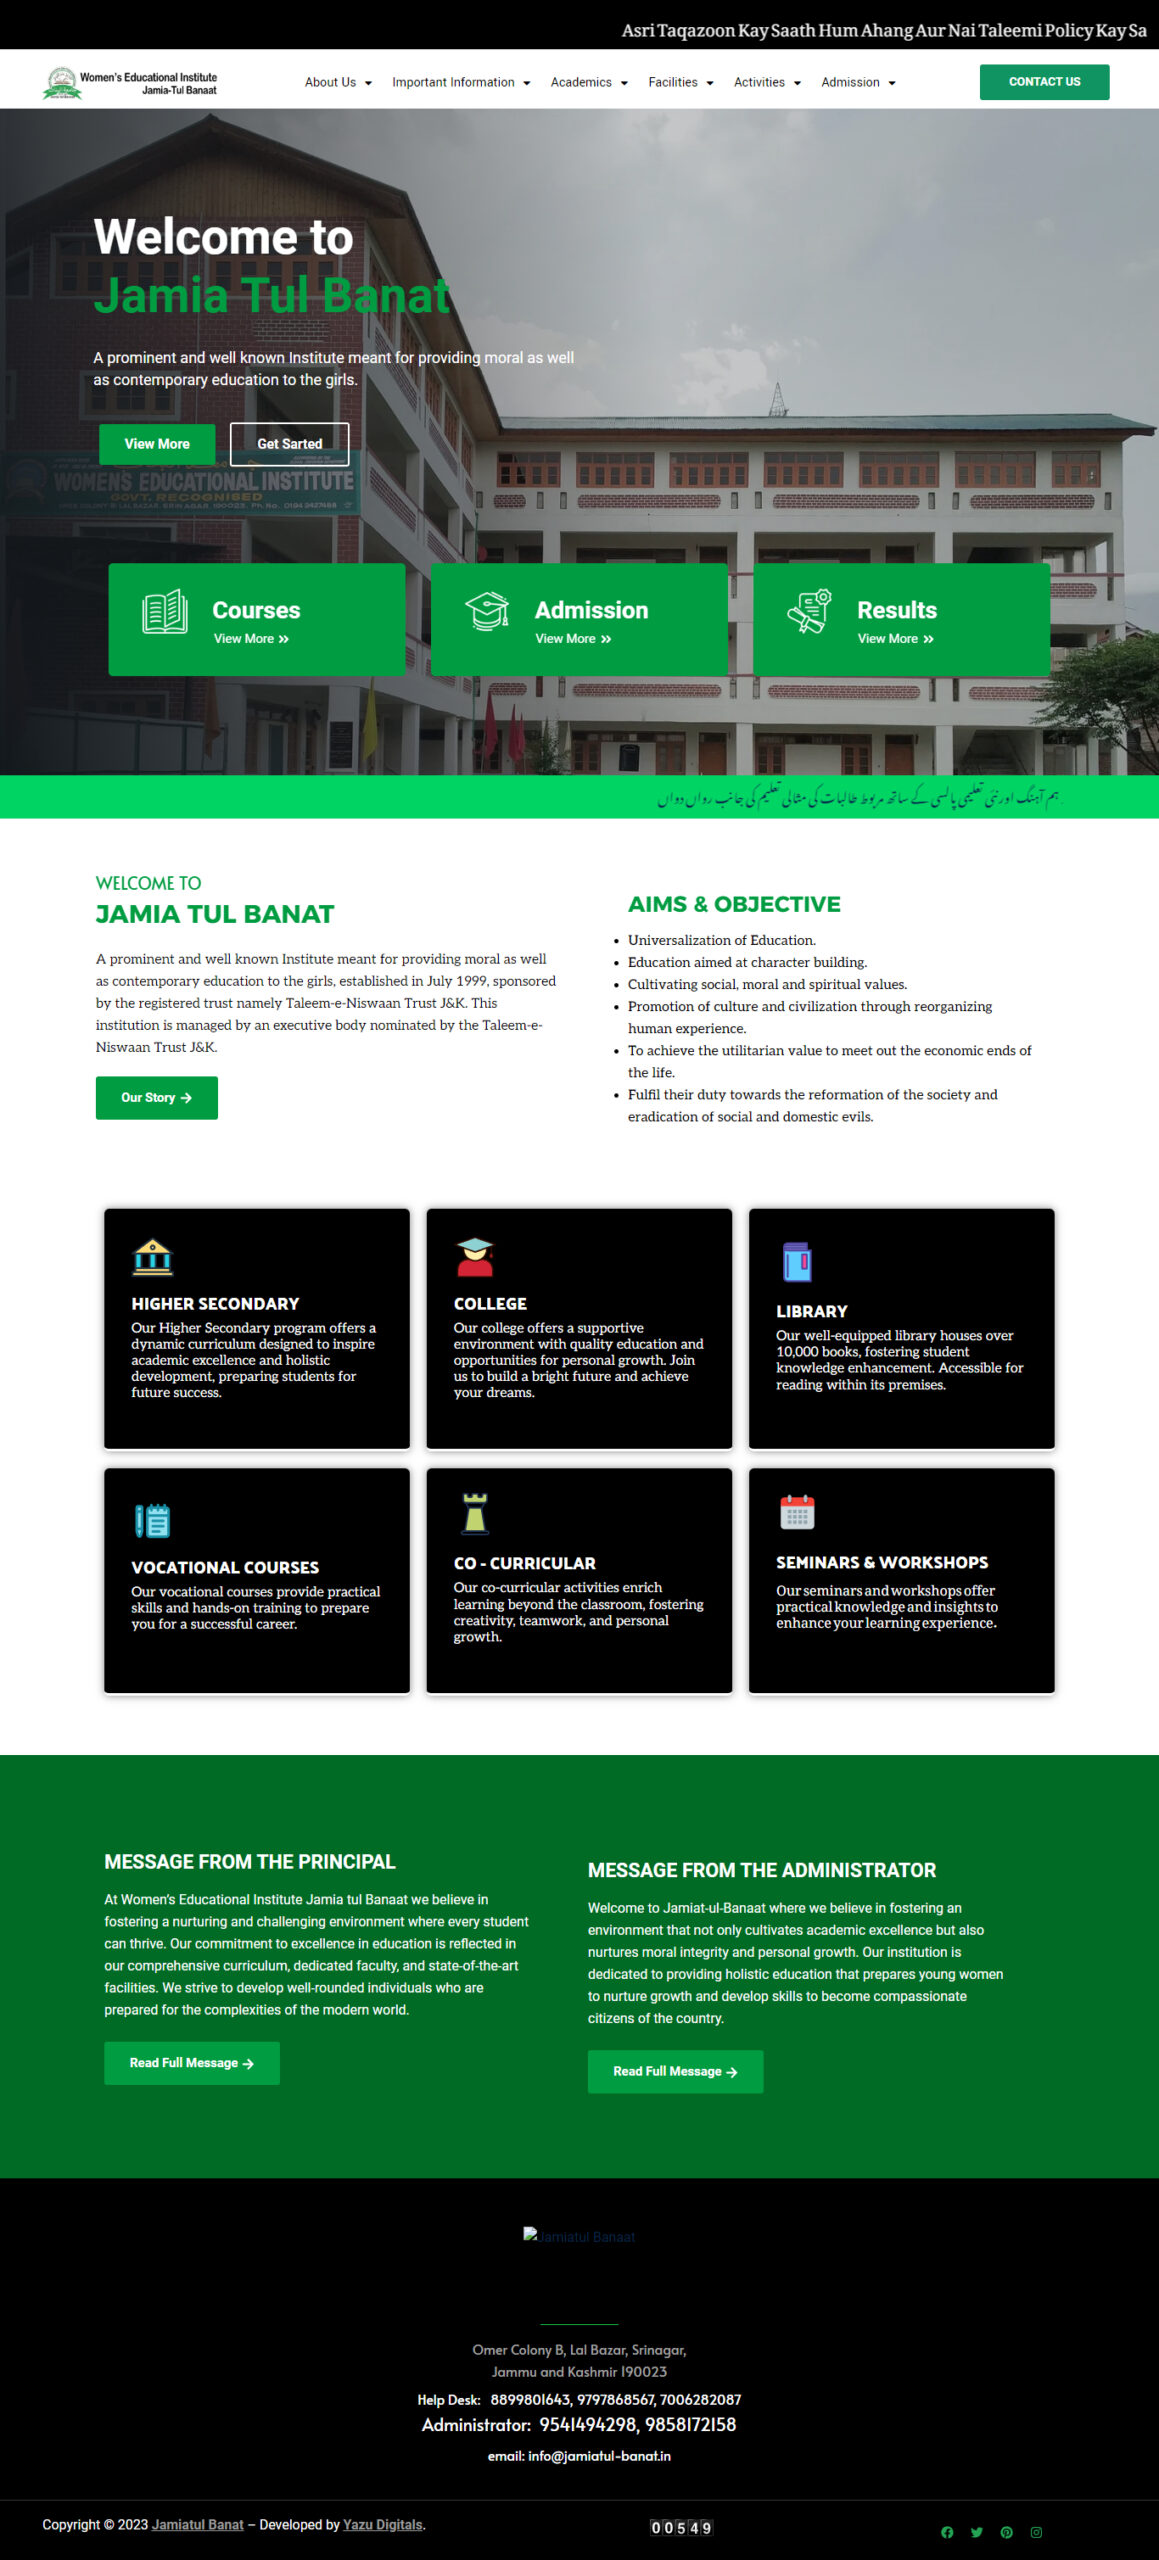 Asri Taqazoon Kay Saath Hum Ahang Aur Nai Taleemi Policy Kay Sa
Women's Educational Institute
Jamia-Tul Banaat
About Us
Important Information
Academics
Facilities
Activities
Admission
CONTACT US
Welcome to
Jamia Tul Banat
A prominent and well known Institute meant for providing moral as well
as contemporary education to the girls.
View More
Get Sarted
WOMEN'S EDUCATIONAL INSTITUTE
GOVT. RECOGNISED
Courses
View More
Admission
View More
Results
View More
ہم آہنگ اور نئی تعلیمی پالسی کے ساتھ مربوط طالبات کی مثالی تعلیم کی جانب رواں دواں
WELCOME TO
JAMIA TUL BANAT
A prominent and well known Institute meant for providing moral as well
as contemporary education to the girls, established in July 1999, sponsored
by the registered trust namely Taleem-e-Niswaan Trust J&K. This
institution is managed by an executive body nominated by the Taleem-e-
Niswaan Trust J&K.
Our Story
AIMS & OBJECTIVE
• Universalization of Education.
• Education aimed at character building.
• Cultivating social, moral and spiritual values.
• Promotion of culture and civilization through reorganizing
human experience.
• To achieve the utilitarian value to meet out the economic ends of
the life.
• Fulfil their duty towards the reformation of the society and
eradication of social and domestic evils.
HIGHER SECONDARY
Our Higher Secondary program offers a
dynamic curriculum designed to inspire
academic excellence and holistic
development, preparing students for
future success.
COLLEGE
Our college offers a supportive
environment with quality education and
opportunities for personal growth. Join
us to build a bright future and achieve
your dreams.
LIBRARY
Our well-equipped library houses over
10,000 books, fostering student
knowledge enhancement. Accessible for
reading within its premises.
VOCATIONAL COURSES
Our vocational courses provide practical
skills and hands-on training to prepare
you for a successful career.
CO - CURRICULAR
Our co-curricular activities enrich
learning beyond the classroom, fostering
creativity, teamwork, and personal
growth.
SEMINARS & WORKSHOPS
Our seminars and workshops offer
practical knowledge and insights to
enhance your learning experience.
MESSAGE FROM THE PRINCIPAL
At Women's Educational Institute Jamia tul Banaat we believe in
fostering a nurturing and challenging environment where every student
can thrive. Our commitment to excellence in education is reflected in
our comprehensive curriculum, dedicated faculty, and state-of-the-art
facilities. We strive to develop well-rounded individuals who are
prepared for the complexities of the modern world.
Read Full Message
MESSAGE FROM THE ADMINISTRATOR
Welcome to Jamiat-ul-Banaat where we believe in fostering an
environment that not only cultivates academic excellence but also
nurtures moral integrity and personal growth. Our institution is
dedicated to providing holistic education that prepares young women
to nurture growth and develop skills to become compassionate
citizens of the country.
Read Full Message
Jamiatul Banaat
Omer Colony B, Lal Bazar, Srinagar,
Jammu and Kashmir 190023
Help Desk: 8899801643, 9797868567, 7006282087
Administrator: 9541494298, 9858172158
email: info@jamiatul-banat.in
Copyright © 2023 Jamiatul Banat – Developed by Yazu Digitals.
00549